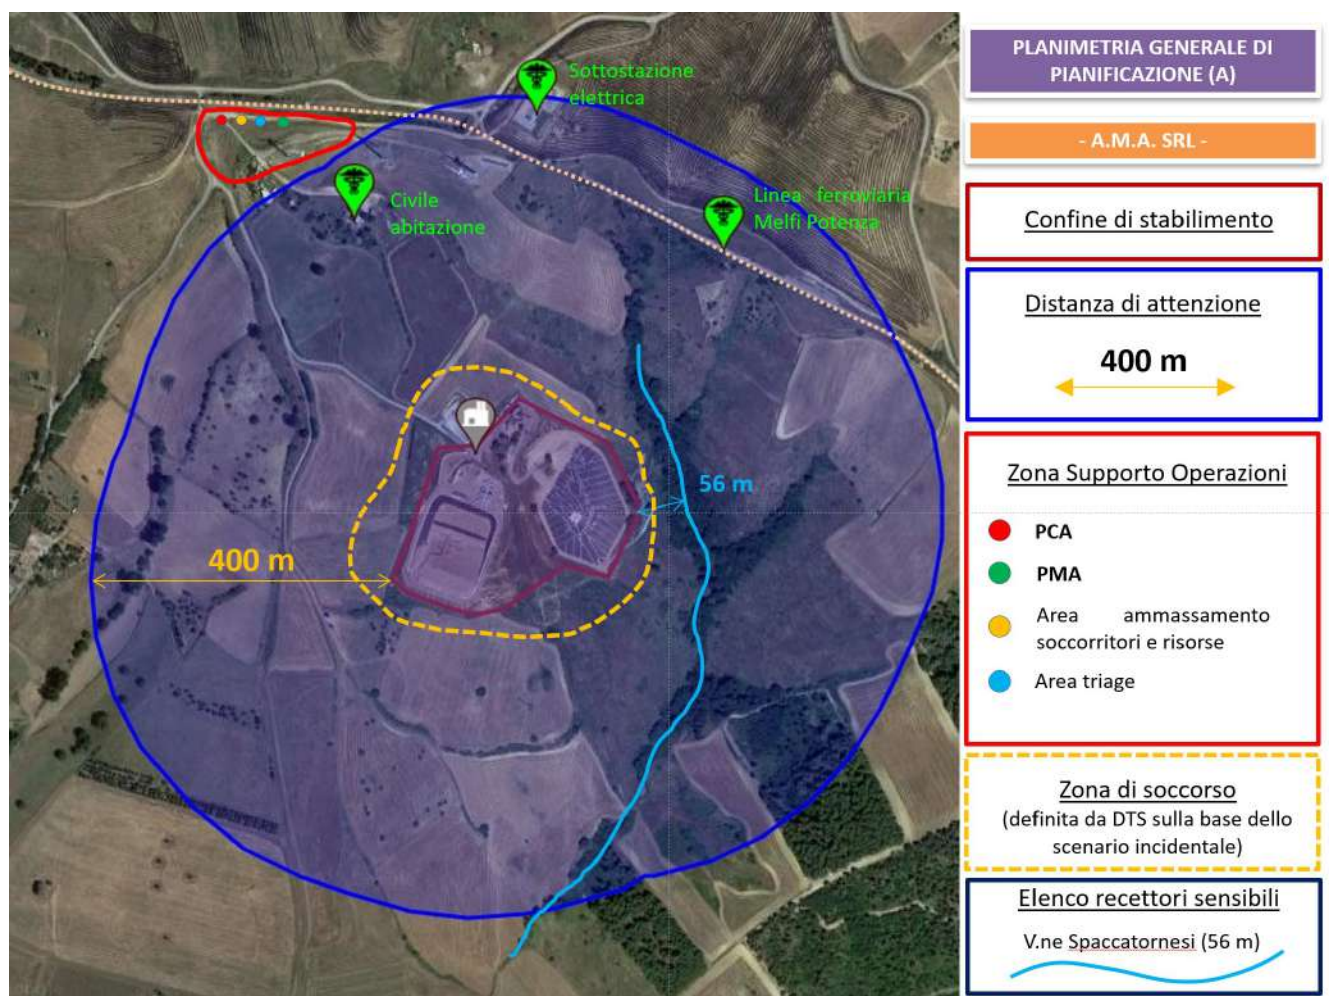 Sottostazione
elettrica
Civile
abitazione
Linea ferroviaria
Melfi Potenza
56 m
400 m
PLANIMETRIA GENERALE DI
PIANIFICAZIONE (A)
- A.M.A. SRL -
Confine di stabilimento
Distanza di attenzione
400 m
Zona Supporto Operazioni
PCA
PMA
Area ammassamento
soccorritori e risorse
Area triage
Zona di soccorso
(definita da DTS sulla base dello
scenario incidentale)
Elenco recettori sensibili
V.ne Spaccatornesi (56 m)